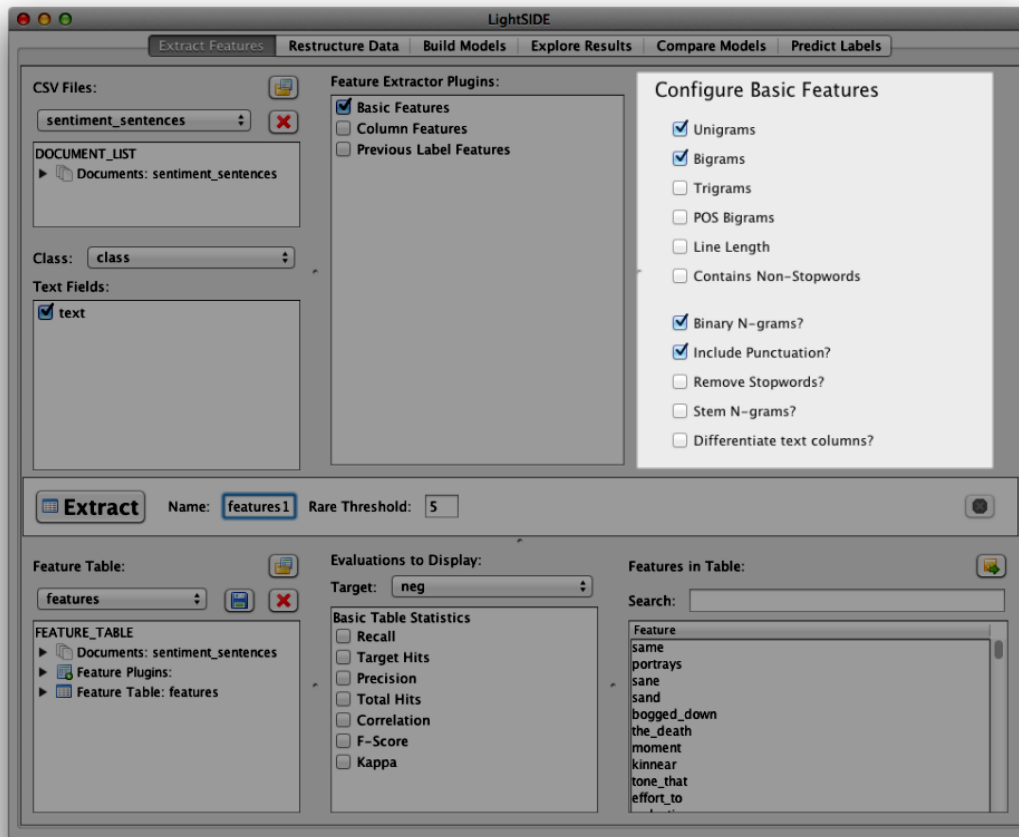 LightSIDE
Extract Features
Restructure Data
Build Models
Explore Results
Compare Models
Predict Labels
CSV Files:
sentiment_sentences
DOCUMENT_LIST
Documents: sentiment_sentences
Class: class
Text Fields:
text
Feature Extractor Plugins:
Basic Features
Column Features
Previous Label Features
Configure Basic Features
Unigrams
Bigrams
Trigrams
POS Bigrams
Line Length
Contains Non-Stopwords
Binary N-grams?
Include Punctuation?
Remove Stopwords?
Stem N-grams?
Differentiate text columns?
Extract
Name: features1
Rare Threshold: 5
Feature Table:
features
FEATURE_TABLE
Documents: sentiment_sentences
Feature Plugins:
Feature Table: features
Evaluations to Display:
Target: neg
Basic Table Statistics
Recall
Target Hits
Precision
Total Hits
Correlation
F-Score
Kappa
Features in Table:
Search:
Feature
same
portrays
sane
sand
bogged_down
the_death
moment
kinnear
tone_that
effort_to